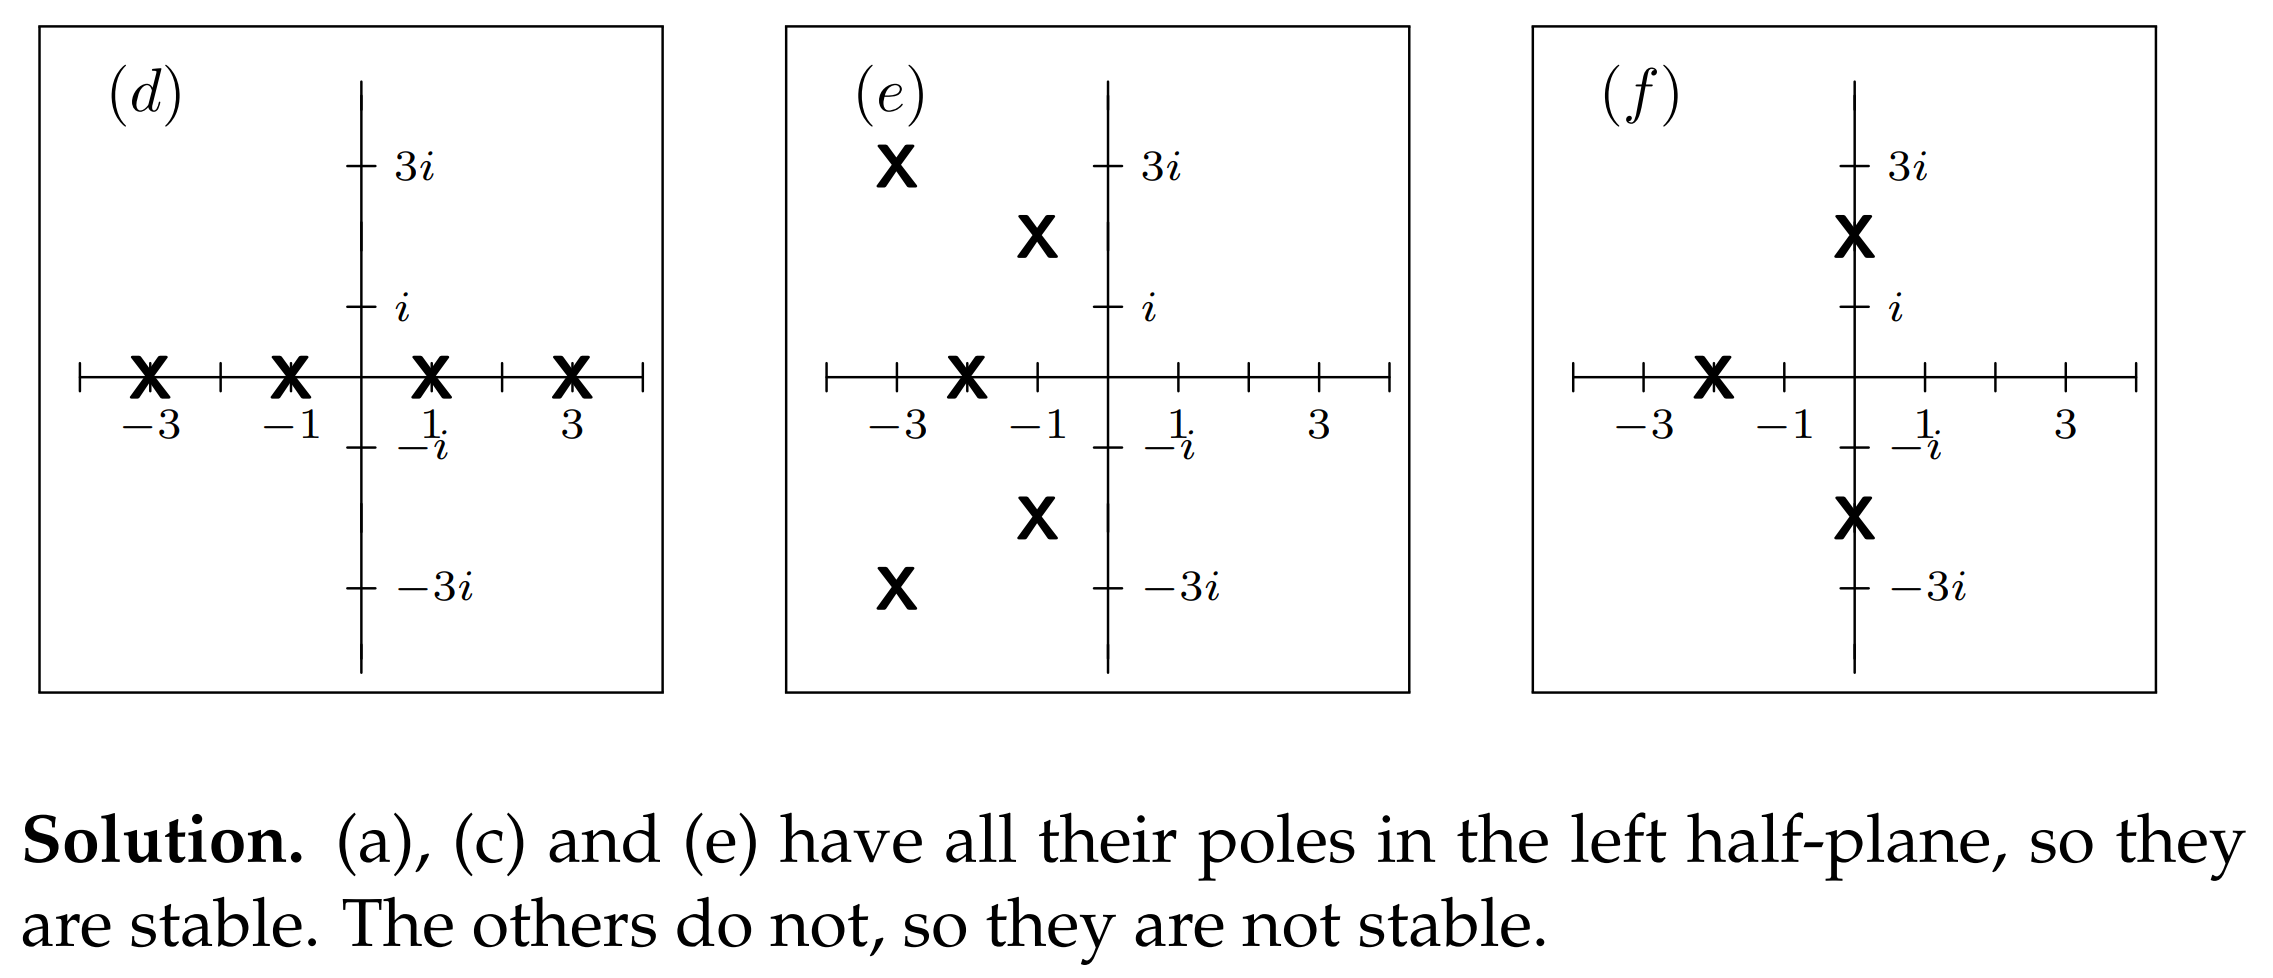 (d) (e) (f)
3i 3i 3i
i i i
−3 −1 1 3 −3 −1 1 3 −3 −1 1 3
−i −i −i
−3i −3i −3i
Solution. (a), (c) and (e) have all their poles in the left half-plane, so they
are stable. The others do not, so they are not stable.